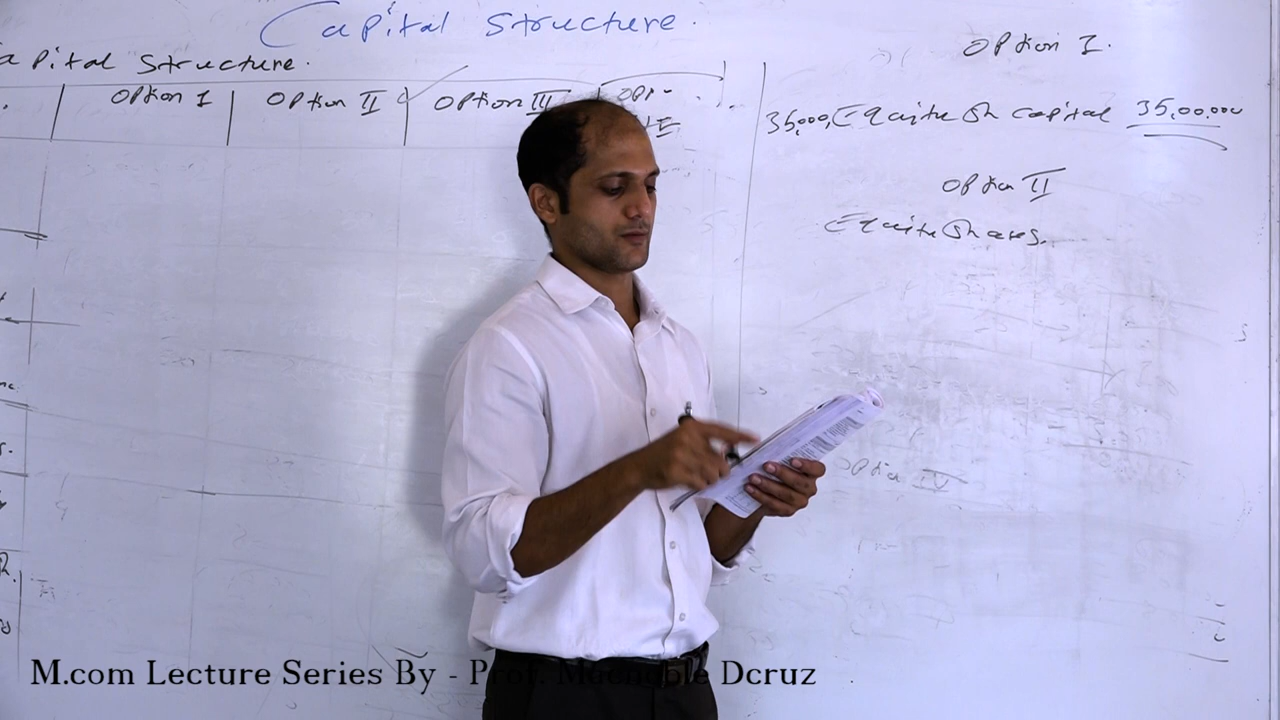 Capital Structure.
apital Structure.
Option I
Option II
Option III
Option I.
35,000, Equity Sh capital 35,00,000
Option II
Equity Shares.
Option IV
M.com Lecture Series By - Prof. Dcruz